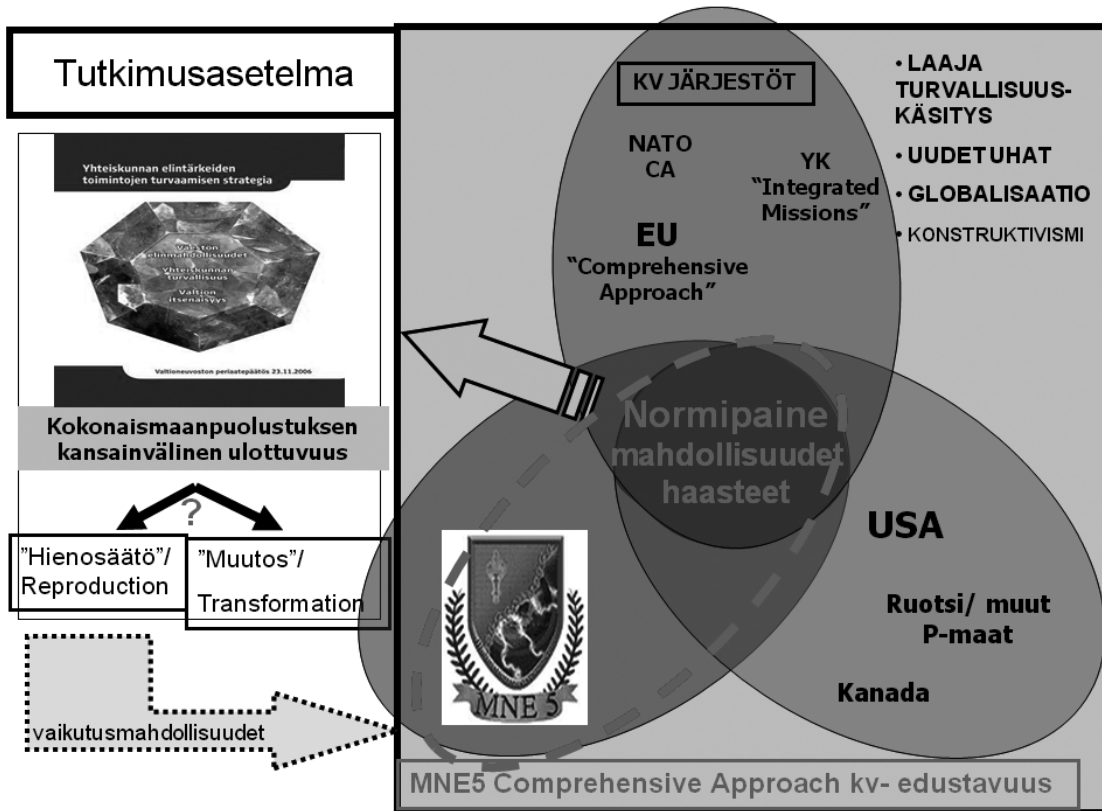 Tutkimusasetelma
Yhteiskunnan elintärkeiden
toimintojen turvaamisen strategia
Väestön
elinmahdollisuudet
Yhteiskunnan
turvallisuus
Valtion
itsenäisyys
Valtioneuvoston periaatepäätös 23.11.2006
Kokonaismaanpuolustuksen
kansainvälinen ulottuvuus
?
"Hienosäätö"/
Reproduction
"Muutos"/
Transformation
vaikutusmahdollisuudet
KV JÄRJESTÖT
NATO
CA
YK
"Integrated
Missions"
EU
"Comprehensive
Approach"
• LAAJA
TURVALLISUUS-
KÄSITYS
• UUDET UHAT
• GLOBALISAATIO
• KONSTRUKTIVISMI
Normipaine
mahdollisuudet
haasteet
USA
Ruotsi/ muut
P-maat
Kanada
MNE 5
MNE5 Comprehensive Approach kv- edustavuus